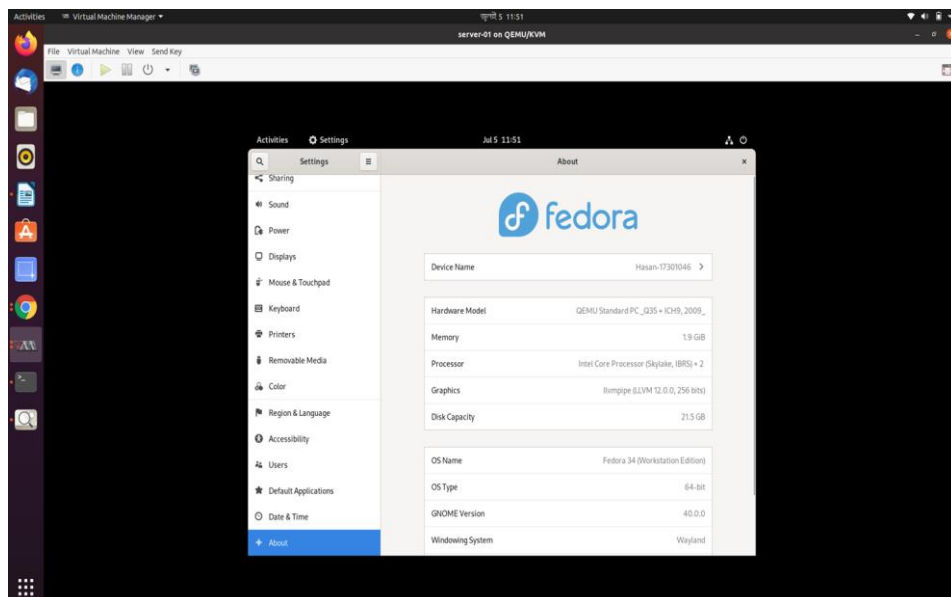 Activities Virtual Machine Manager ▾ जुलाई 5 11:51
server-01 on QEMU/KVM
File Virtual Machine View Send Key
Activities Settings Jul 5 11:51
Settings About
Sharing
Sound
Power
Displays
Mouse & Touchpad
Keyboard
Printers
Removable Media
Color
Region & Language
Accessibility
Users
Default Applications
Date & Time
About
fedora
Device Name Hasan-17301046
Hardware Model QEMU Standard PC _Q35 + ICH9, 2009_
Memory 1.9 GiB
Processor Intel Core Processor (Skylake, IBRS) × 2
Graphics llvmpipe (LLVM 12.0.0, 256 bits)
Disk Capacity 21.5 GB
OS Name Fedora 34 (Workstation Edition)
OS Type 64-bit
GNOME Version 40.0.0
Windowing System Wayland